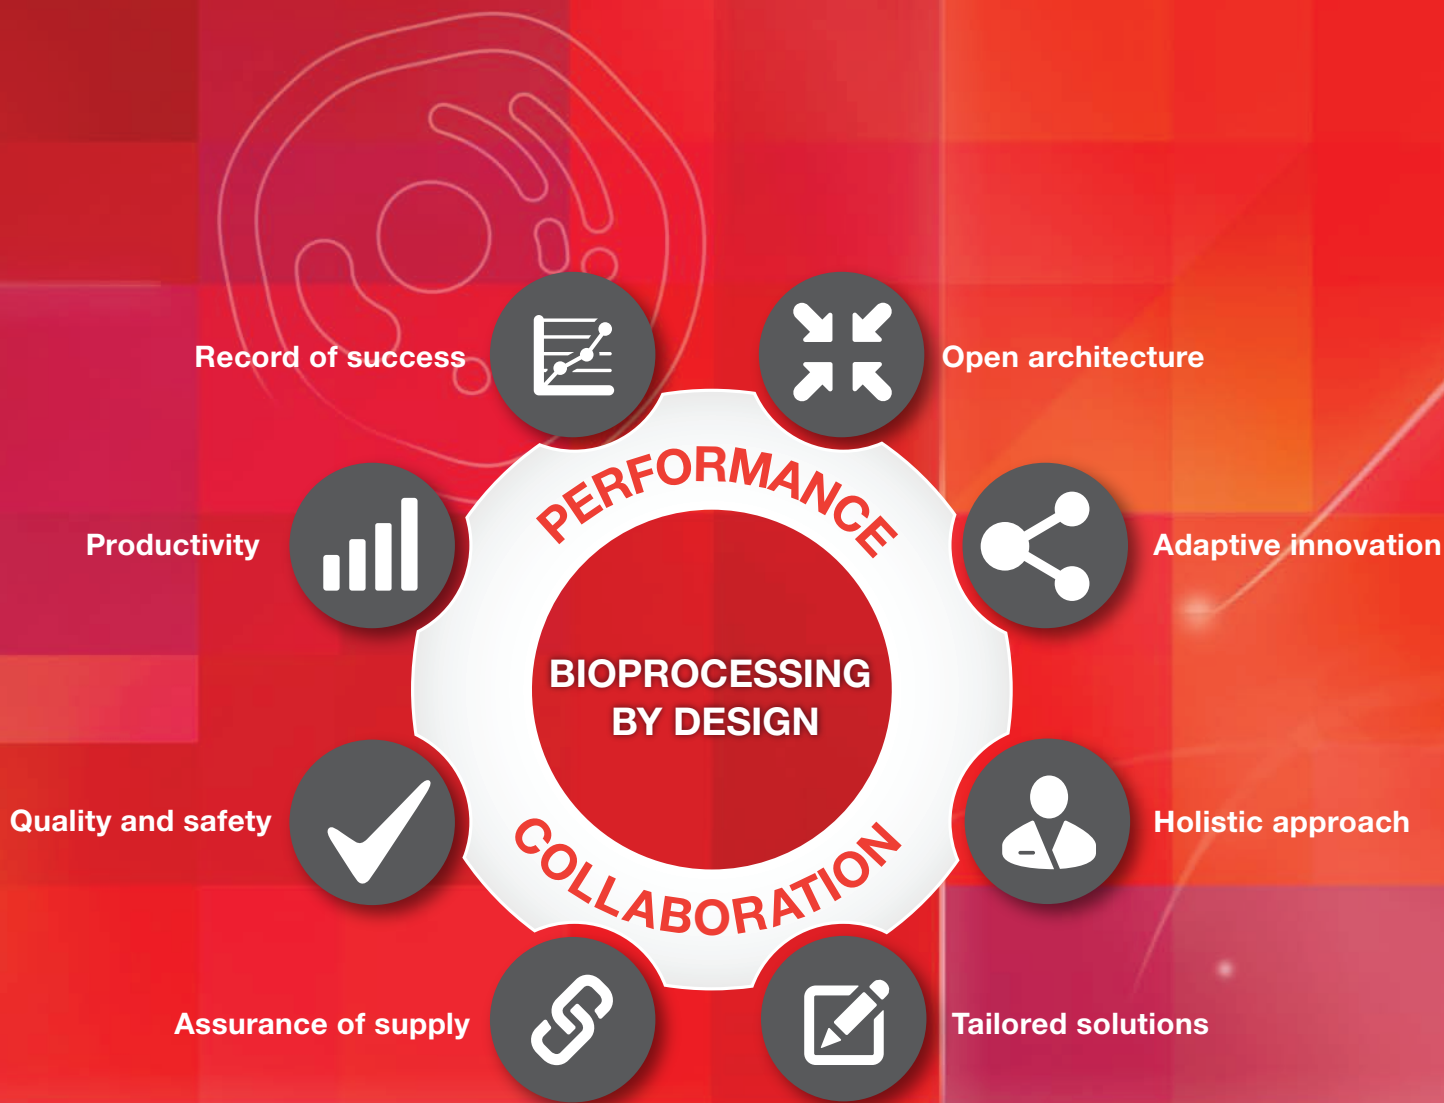 Record of success
Open architecture
PERFORMANCE
Productivity
Adaptive innovation
BIOPROCESSING
BY DESIGN
Quality and safety
Holistic approach
COLLABORATION
Assurance of supply
Tailored solutions